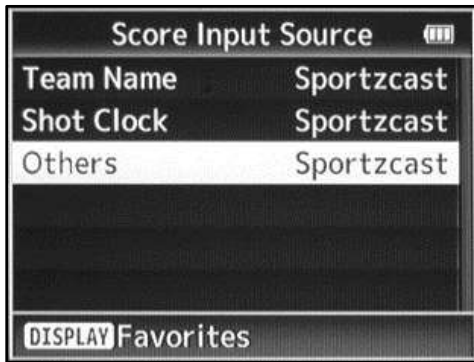 Score Input Source
Team Name Sportzcast
Shot Clock Sportzcast
Others Sportzcast
DISPLAY Favorites